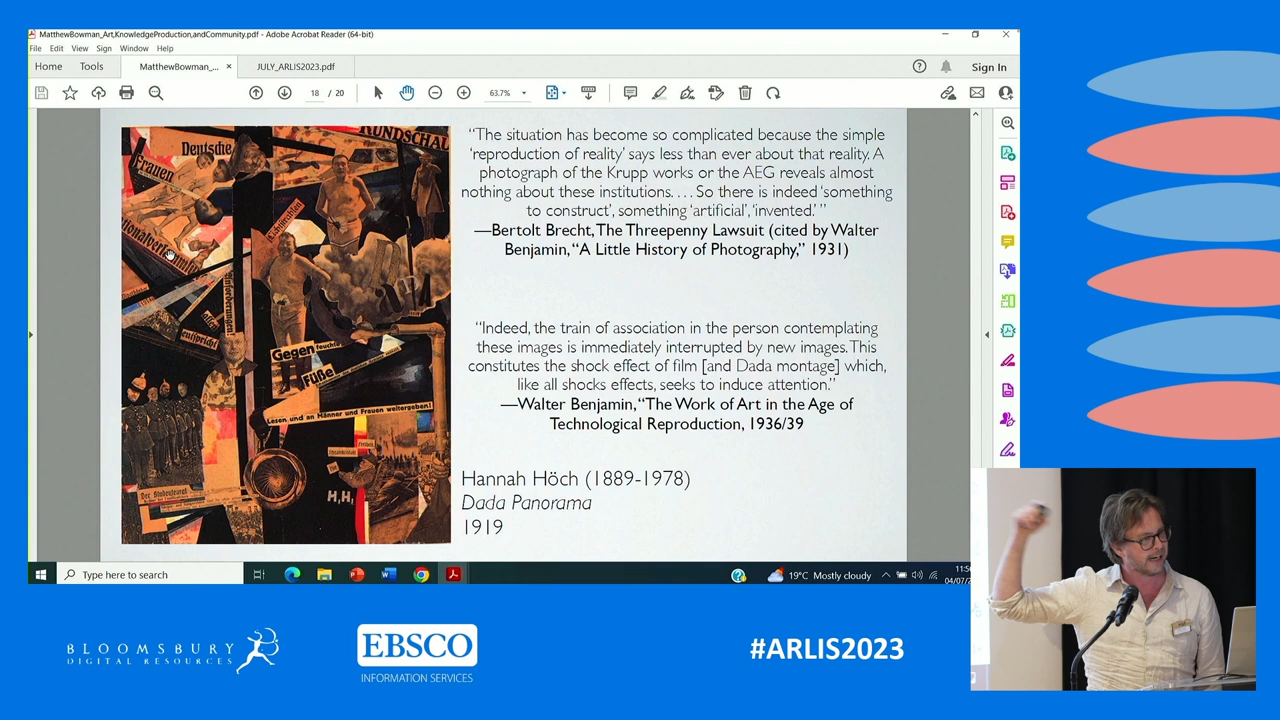 MatthewBowman_Art,KnowledgeProduction,andCommunity.pdf - Adobe Acrobat Reader (64-bit)
File Edit View Sign Window Help
Home Tools MatthewBowman_... × JULY_ARLIS2023.pdf Sign In
18 / 20 63.7%
Deutsche
RUNDSCHAU
Frauen
"The situation has become so complicated because the simple
'reproduction of reality' says less than ever about that reality. A
photograph of the Krupp works or the AEG reveals almost
nothing about these institutions. . . . So there is indeed 'something
to construct', something 'artificial', 'invented.' "
—Bertolt Brecht, The Threepenny Lawsuit (cited by Walter
Benjamin, "A Little History of Photography," 1931)
"Indeed, the train of association in the person contemplating
these images is immediately interrupted by new images. This
constitutes the shock effect of film [and Dada montage] which,
like all shocks effects, seeks to induce attention."
—Walter Benjamin, "The Work of Art in the Age of
Technological Reproduction, 1936/39
Hannah Höch (1889-1978)
Dada Panorama
1919
Gegen feuchte
Füße
Lesen und an Männer und Frauen weitergeben!
H,H,
Type here to search
19°C Mostly cloudy
BLOOMSBURY
DIGITAL RESOURCES
EBSCO
INFORMATION SERVICES
#ARLIS2023